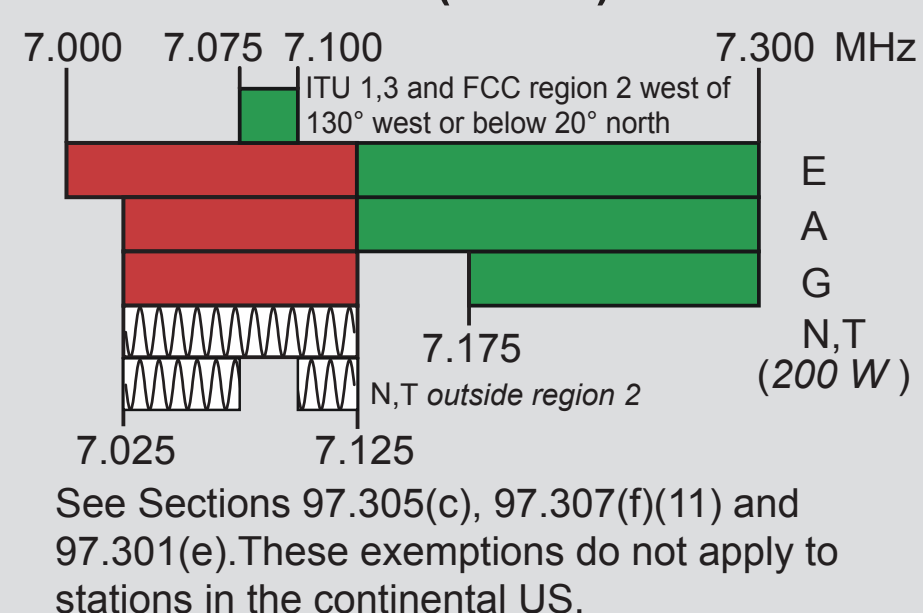 7.000 7.075 7.100 7.300 MHz
ITU 1,3 and FCC region 2 west of
130° west or below 20° north
E
A
G
N,T
7.175
(200 W )
N,T outside region 2
7.025 7.125
See Sections 97.305(c), 97.307(f)(11) and
97.301(e).These exemptions do not apply to
stations in the continental US.